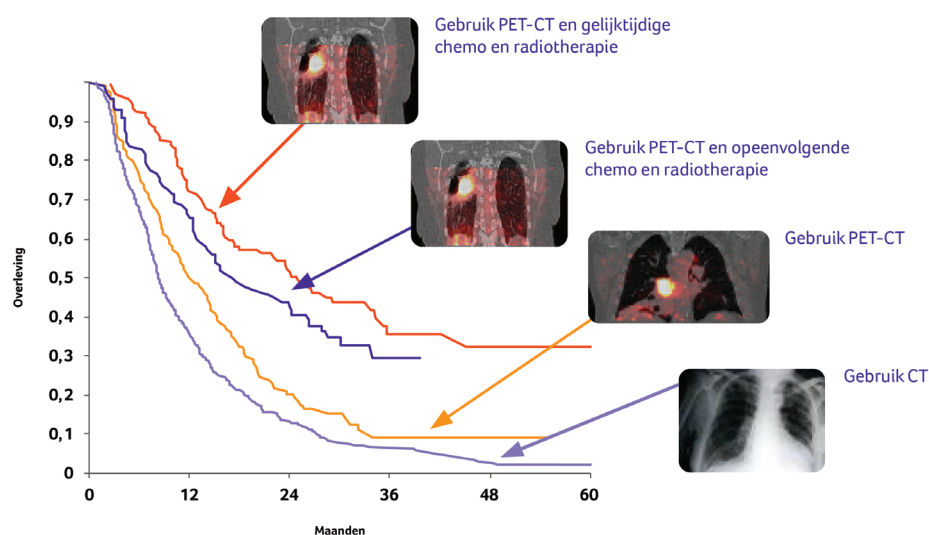 Gebruik PET-CT en gelijktijdige
chemo en radiotherapie
Gebruik PET-CT en opeenvolgende
chemo en radiotherapie
Gebruik PET-CT
Gebruik CT
Overleving
0,9
0,8
0,7
0,6
0,5
0,4
0,3
0,2
0,1
0
0 12 24 36 48 60
Maanden